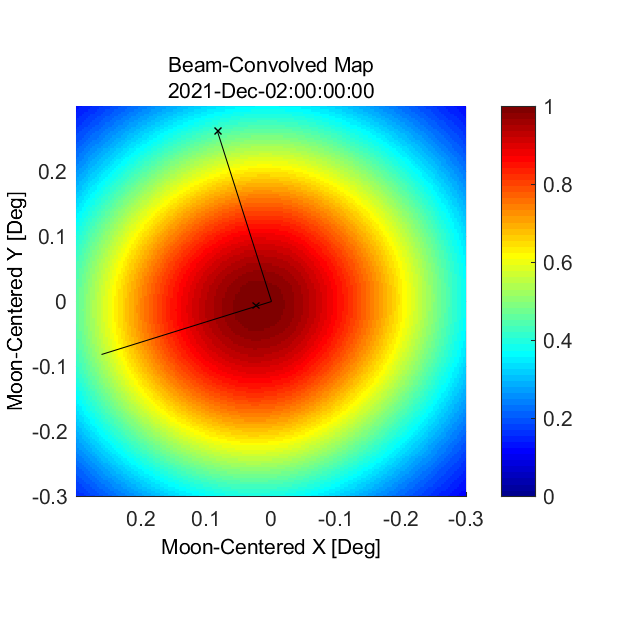 Beam-Convolved Map
2021-Dec-02:00:00:00:00
Moon-Centered Y [Deg]
0.2
0.1
0
-0.1
-0.2
-0.3
0.2 0.1 0 -0.1 -0.2 -0.3
Moon-Centered X [Deg]
1
0.8
0.6
0.4
0.2
0